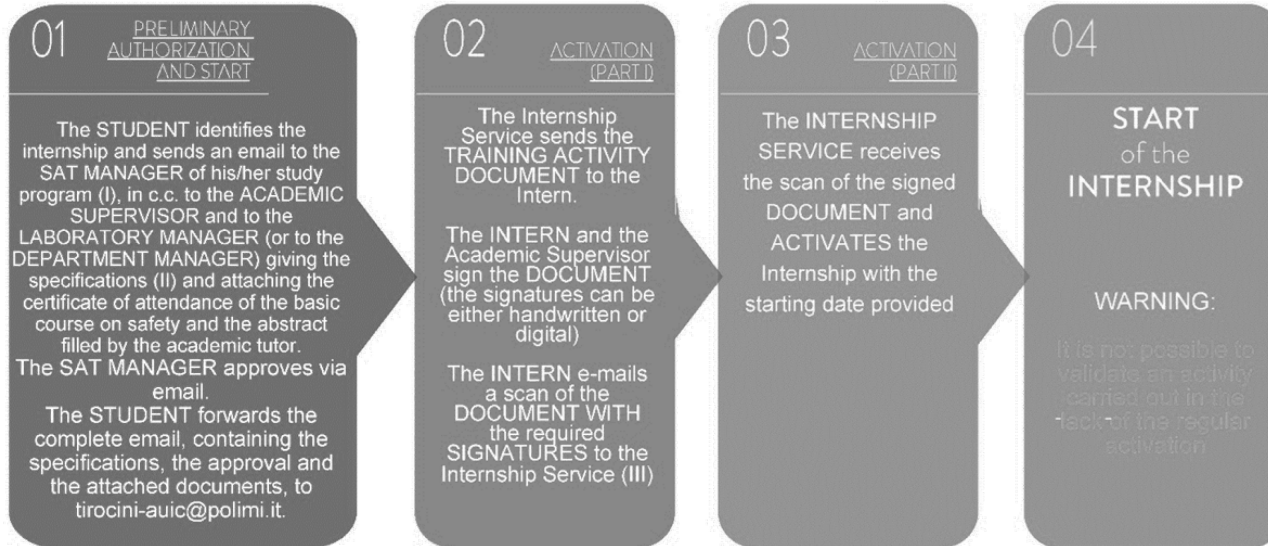 01
PRELIMINARY
AUTHORIZATION
AND START
The STUDENT identifies the
internship and sends an email to the
SAT MANAGER of his/her study
program (I), in c.c. to the ACADEMIC
SUPERVISOR and to the
LABORATORY MANAGER (or to the
DEPARTMENT MANAGER) giving the
specifications (II) and attaching the
certificate of attendance of the basic
course on safety and the abstract
filled by the academic tutor.
The SAT MANAGER approves via
email.
The STUDENT forwards the
complete email, containing the
specifications, the approval and
the attached documents, to
tirocini-auic@polimi.it.
02
ACTIVATION
(PART I)
The Internship
Service sends the
TRAINING ACTIVITY
DOCUMENT to the
Intern.
The INTERN and the
Academic Supervisor
sign the DOCUMENT
(the signatures can be
either handwritten or
digital)
The INTERN e-mails
a scan of the
DOCUMENT WITH
the required
SIGNATURES to the
Internship Service (III)
03
ACTIVATION
(PART II)
The INTERNSHIP
SERVICE receives
the scan of the signed
DOCUMENT and
ACTIVATES the
Internship with the
starting date provided
04
START
of the
INTERNSHIP
WARNING:
It is not possible to
validate an activity
carried out in the
lack of the regular
activation